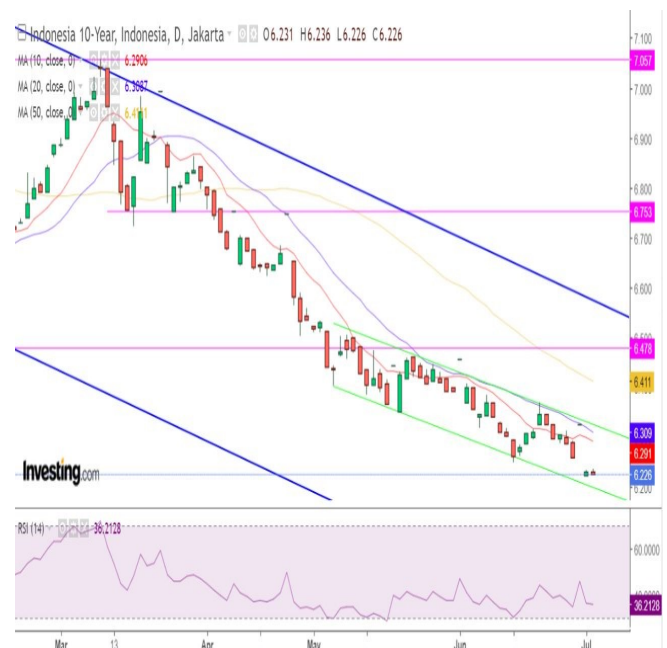 Indonesia 10-Year, Indonesia, D, Jakarta O6.231 H6.236 L6.226 C6.226
MA (10, close, 0) 6.2906
MA (20, close, 0) 6.3087
MA (50, close, 0)
7.100
7.057
7.000
6.900
6.800
6.753
6.700
6.600
6.478
6.411
6.309
6.291
6.226
6.200
Investing.com
RSI (14) 36.2128
60.0000
36.2128
Mar 13 Apr May Jun Jul